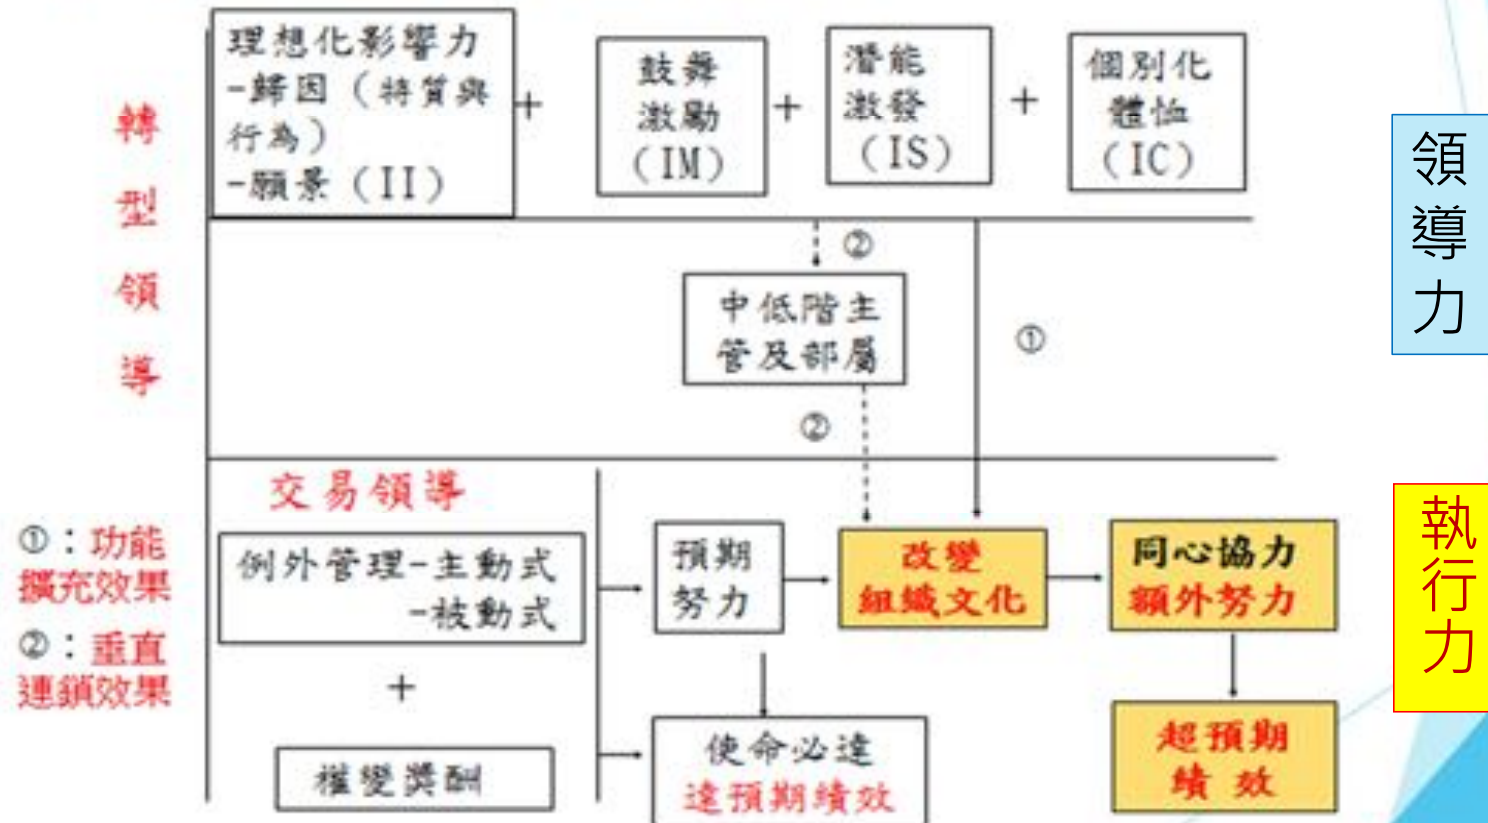 轉型領導
理想化影響力
-歸因（特質與
行為）
-願景（II）
+
鼓舞
激勵
（IM）
+
潛能
激發
（IS）
+
個別化
體恤
（IC）
領導力
②
中低階主
管及部屬
①
②
交易領導
①：功能
擴充效果
②：垂直
連鎖效果
例外管理-主動式
-被動式
+
權變獎酬
預期
努力
改變
組織文化
同心協力
額外努力
使命必達
達預期績效
超預期
績 效
執行力